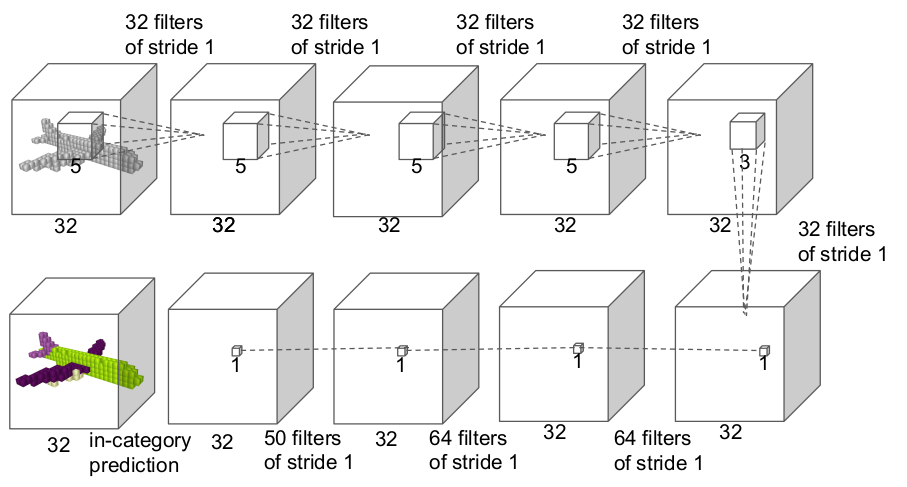 32 filters
of stride 1
32 filters
of stride 1
32 filters
of stride 1
32 filters
of stride 1
5
5
5
5
3
32
32
32
32
32
32 filters
of stride 1
1
1
1
1
32
in-category
prediction
32
50 filters
of stride 1
32
64 filters
of stride 1
32
64 filters
of stride 1
32